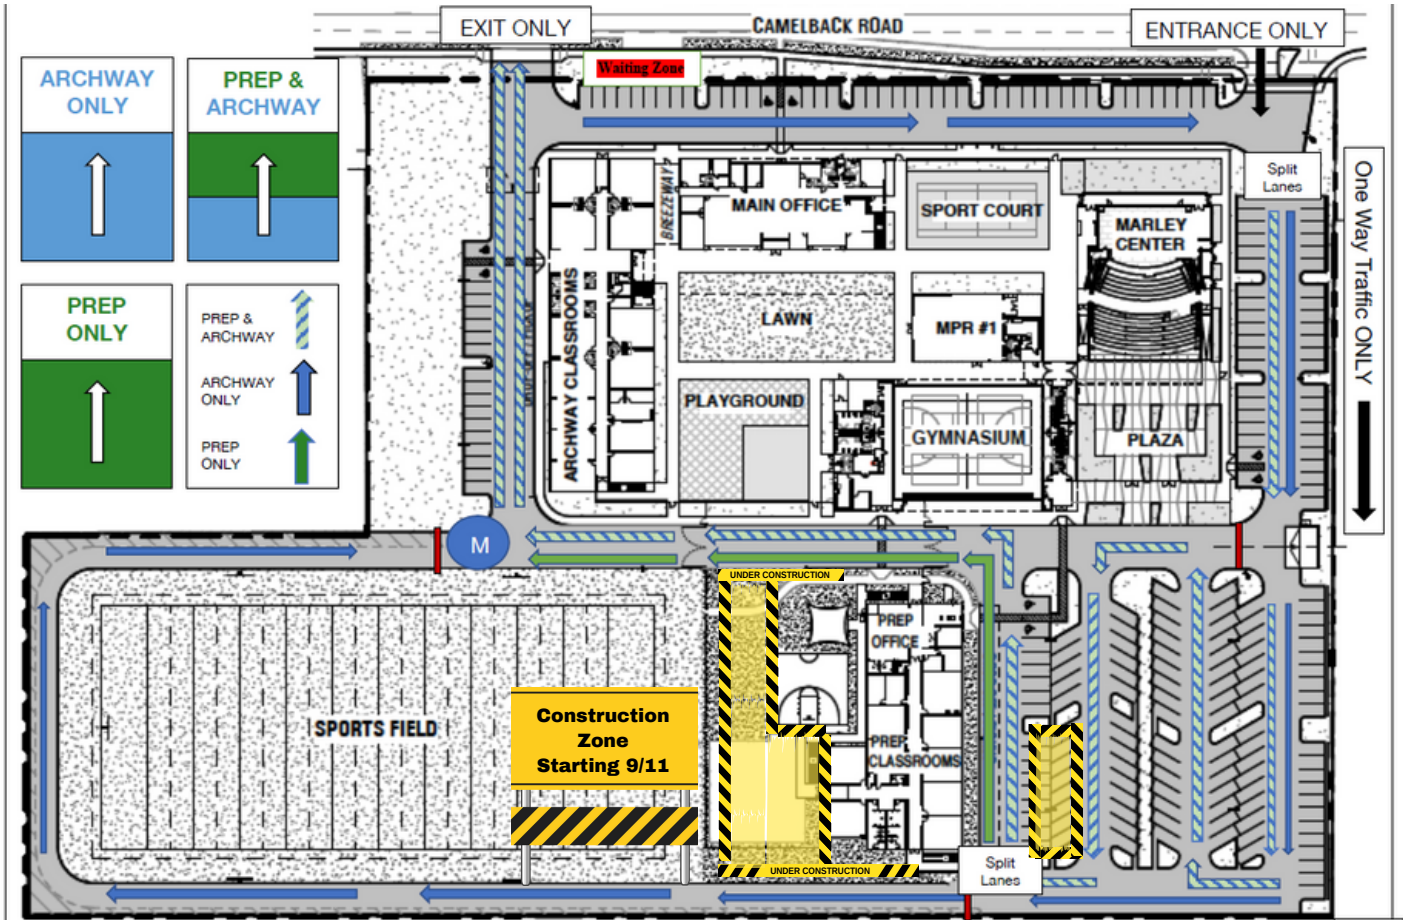 EXIT ONLY
CAMELBACK ROAD
ENTRANCE ONLY
Waiting Zone
ARCHWAY
ONLY
PREP &
ARCHWAY
PREP
ONLY
PREP &
ARCHWAY
ARCHWAY
ONLY
PREP
ONLY
Split
Lanes
One Way Traffic ONLY
BREEZEWAY
MAIN OFFICE
SPORT COURT
MARLEY
CENTER
ARCHWAY CLASSROOMS
LAWN
MPR #1
PLAYGROUND
GYMNASIUM
PLAZA
M
UNDER CONSTRUCTION
PREP
OFFICE
SPORTS FIELD
Construction
Zone
Starting 9/11
PREP
CLASSROOMS
UNDER CONSTRUCTION
Split
Lanes